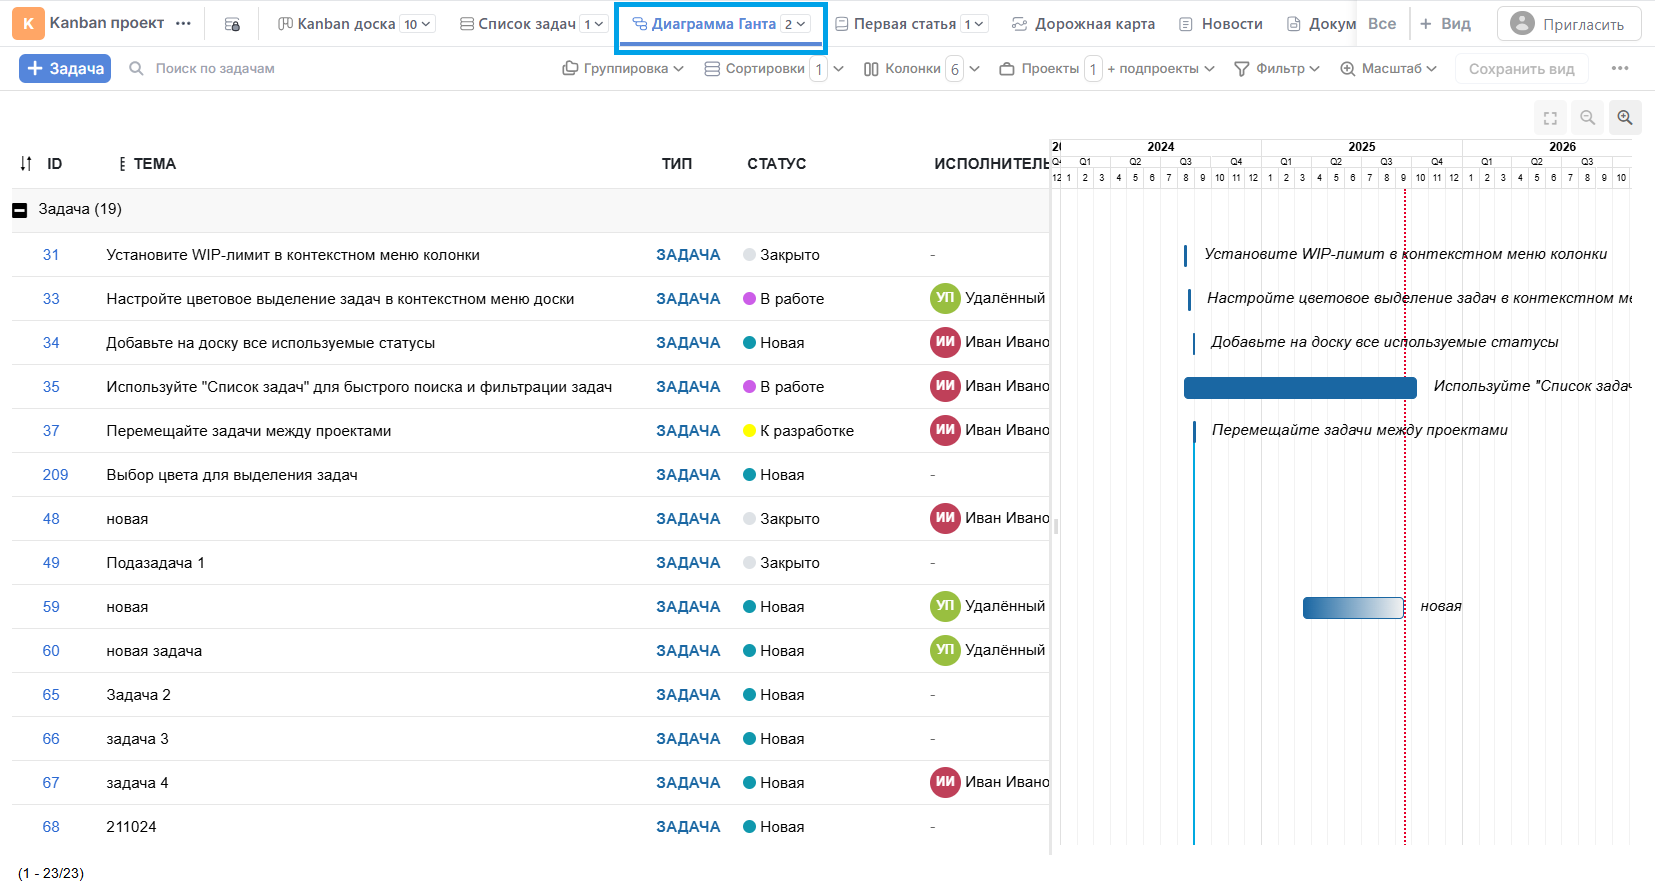 K Kanban проект ••• Kanban доска 10 Список задач 1 Диаграмма Ганта 2 Первая статья 1 Дорожная карта Новости Докум Все + Вид Пригласить
+ Задача Поиск по задачам Группировка Сортировки 1 Колонки 6 Проекты 1 + подпроекты Фильтр Масштаб Сохранить вид •••
20 2024 2025 2026
Q4 Q1 Q2 Q3 Q4 Q1 Q2 Q3 Q4 Q1 Q2 Q3
12 1 2 3 4 5 6 7 8 9 10 11 12 1 2 3 4 5 6 7 8 9 10 11 12 1 2 3 4 5 6 7 8 9 10
ID ТЕМА ТИП СТАТУС ИСПОЛНИТЕЛЬ
Задача (19)
31 Установите WIP-лимит в контекстном меню колонки ЗАДАЧА Закрыто - Установите WIP-лимит в контекстном меню колонки
33 Настройте цветовое выделение задач в контекстном меню доски ЗАДАЧА В работе УП Удалённый Настройте цветовое выделение задач в контекстном ме
34 Добавьте на доску все используемые статусы ЗАДАЧА Новая ИИ Иван Ивано Добавьте на доску все используемые статусы
35 Используйте "Список задач" для быстрого поиска и фильтрации задач ЗАДАЧА В работе ИИ Иван Ивано Используйте "Список задач
37 Перемещайте задачи между проектами ЗАДАЧА К разработке ИИ Иван Ивано Перемещайте задачи между проектами
209 Выбор цвета для выделения задач ЗАДАЧА Новая -
48 новая ЗАДАЧА Закрыто ИИ Иван Ивано
49 Подазадача 1 ЗАДАЧА Закрыто -
59 новая ЗАДАЧА Новая УП Удалённый новая
60 новая задача ЗАДАЧА Новая УП Удалённый
65 Задача 2 ЗАДАЧА Новая -
66 задача 3 ЗАДАЧА Новая -
67 задача 4 ЗАДАЧА Новая ИИ Иван Ивано
68 211024 ЗАДАЧА Новая -
(1 - 23/23)